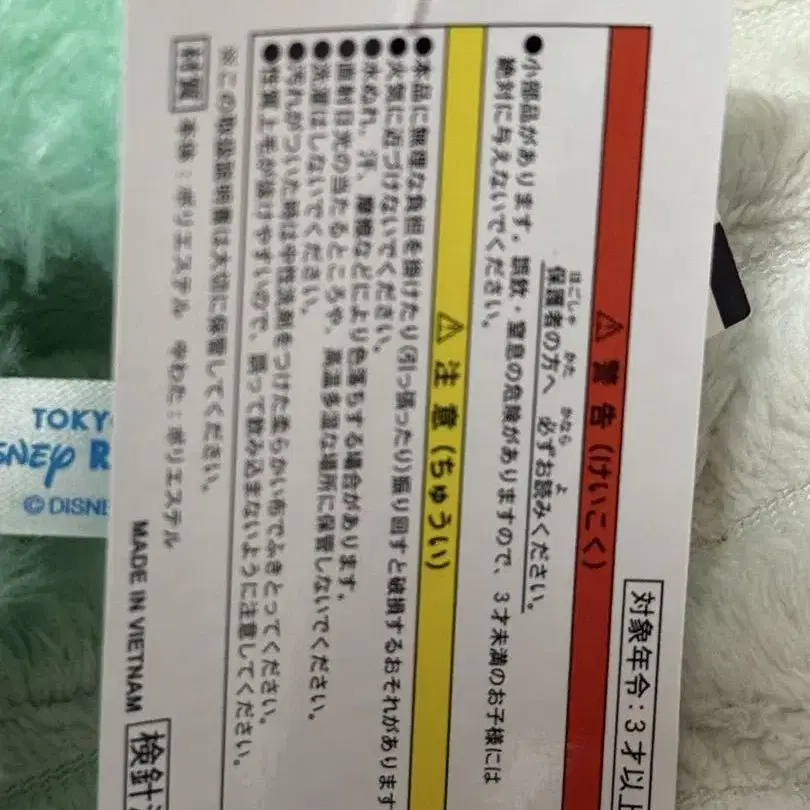 対象年令：3才以上
⚠警告(けいこく)
ほごしゃ かた かなら よ
保護者の方へ 必ずお読みください。
●小部品があります。誤飲・窒息の危険がありますので、3才未満のお子様には
絶対に与えないでください。
⚠注意(ちゅうい)
●本品に無理な負担を掛けたり(引っ張ったり)振り回すと破損するおそれがあります
●火気に近づけないでください。
●水ぬれ、汗、摩擦などにより色落ちする場合があります。
●直射日光の当たるところや、高温多湿な場所に保管しないでください。
●洗濯はしないでください。
●汚れがついた時は中性洗剤をつけた柔らかい布でふきとってください。
●性質上毛が抜けやすいので、誤って飲み込まないように注意してください。
※この取扱説明書は大切に保管してください。
材質 本体：ポリエステル 中わた：ポリエステル
MADE IN VIETNAM
検針
TOKY
SNEY R
© DISNE